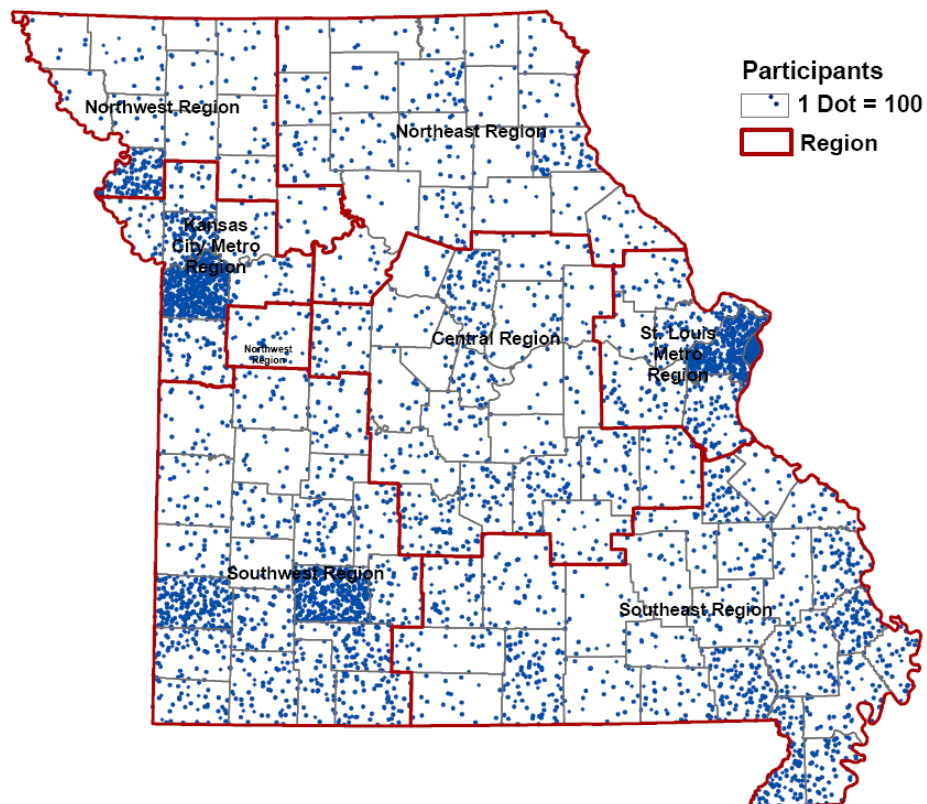 Participants
1 Dot = 100
Region
Northwest Region
Northeast Region
Kansas
City Metro
Region
Central Region
St. Louis
Metro
Region
Northwest
Region
Southwest Region
Southeast Region